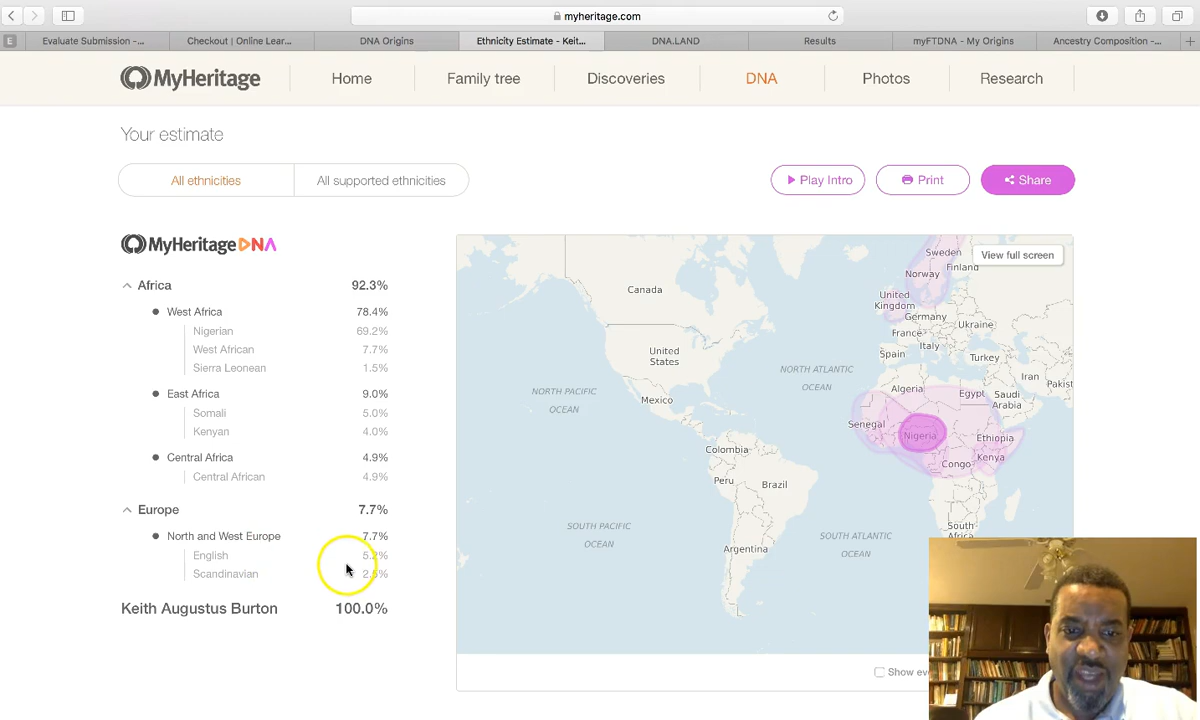 myheritage.com
E
Evaluate Submission -...
Checkout | Online Lear...
DNA Origins
Ethnicity Estimate - Keit...
DNA.LAND
Results
myFTDNA - My Origins
Ancestry Composition -...
MyHeritage
Home
Family tree
Discoveries
DNA
Photos
Research
Your estimate
All ethnicities
All supported ethnicities
Play Intro
Print
Share
MyHeritage DNA
Africa 92.3%
West Africa 78.4%
Nigerian 69.2%
West African 7.7%
Sierra Leonean 1.5%
East Africa 9.0%
Somali 5.0%
Kenyan 4.0%
Central Africa 4.9%
Central African 4.9%
Europe 7.7%
North and West Europe 7.7%
English 5.2%
Scandinavian
Keith Augustus Burton 100.0%
View full screen
Sweden
Finland
Norway
Canada
United
Kingdom
Germany
Ukraine
France
Italy
Spain
Turkey
United
States
NORTH ATLANTIC
OCEAN
Iran
Pakist
Algeria
Egypt
Saudi
Arabia
NORTH PACIFIC
OCEAN
Mexico
Senegal
Nigeria
Ethiopia
Kenya
Congo
Colombia
Peru
Brazil
SOUTH PACIFIC
OCEAN
SOUTH ATLANTIC
OCEAN
South
Africa
Argentina
Show eve